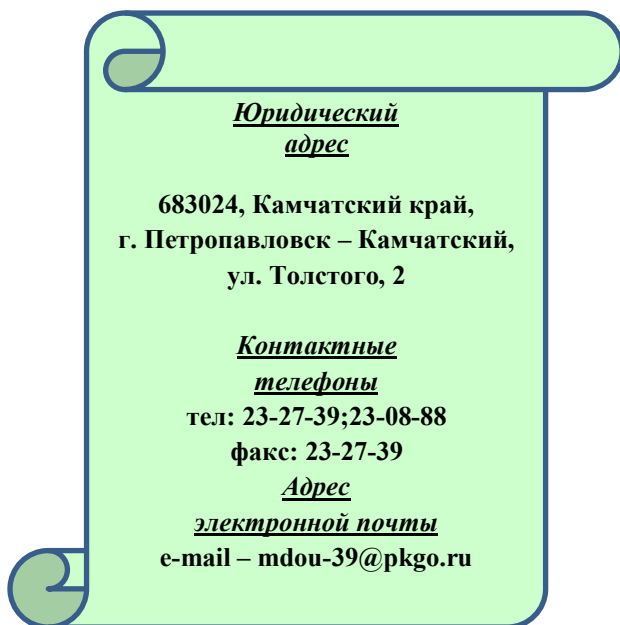 Юридический
адрес
683024, Камчатский край,
г. Петропавловск – Камчатский,
ул. Толстого, 2
Контактные
телефоны
тел: 23-27-39;23-08-88
факс: 23-27-39
Адрес
электронной почты
e-mail – mdou-39@pkgo.ru